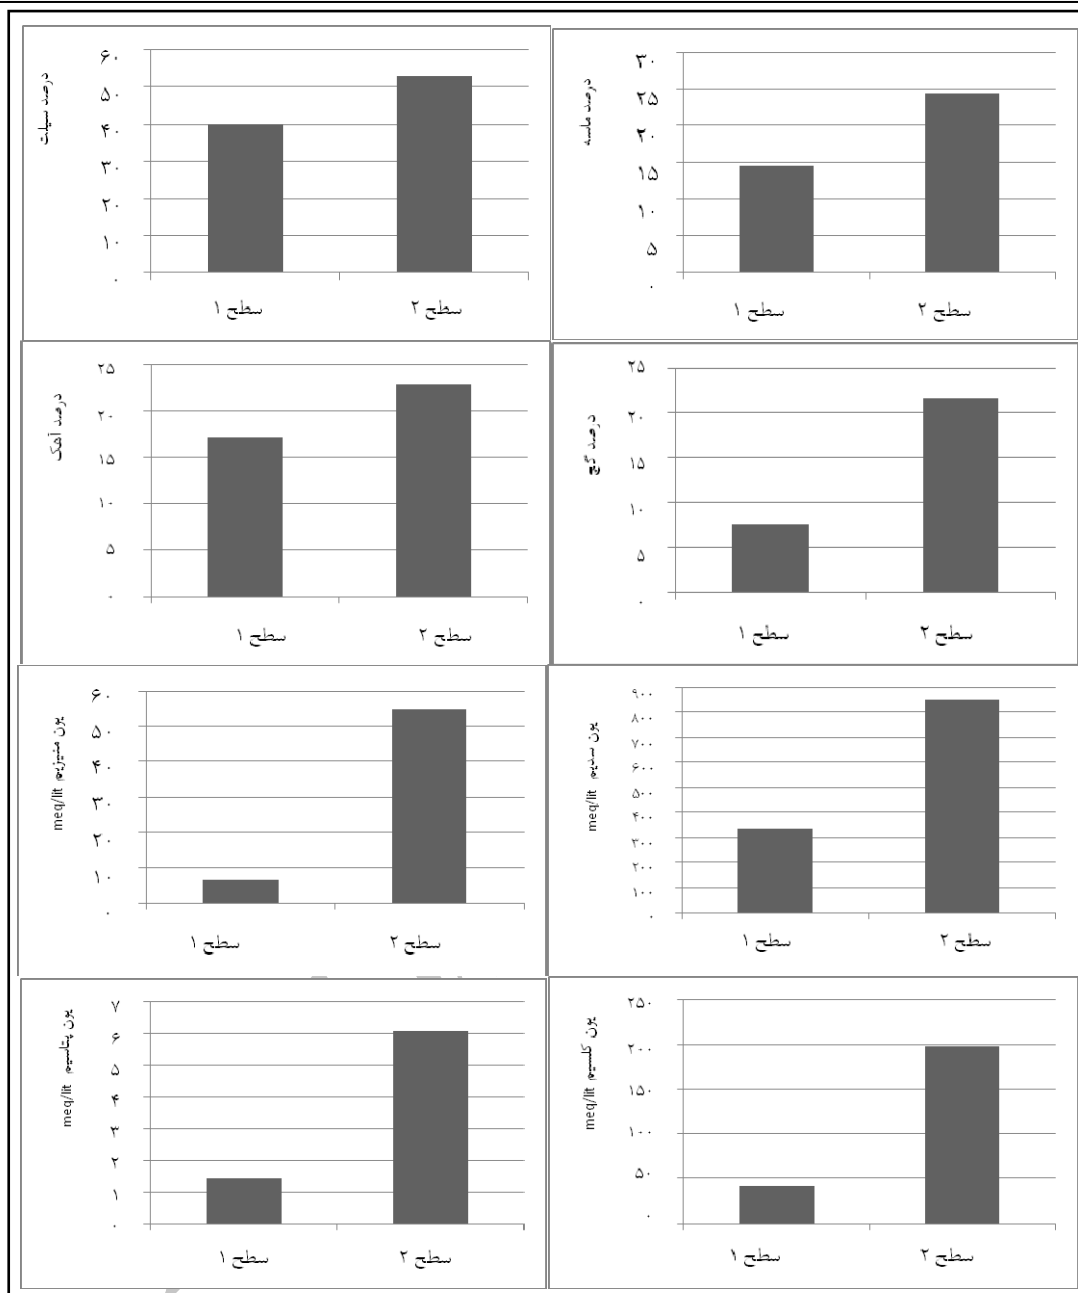 درصد سیلت
۶۰
۵۰
۴۰
۳۰
۲۰
۱۰
۰
سطح ۱
سطح ۲
درصد ماسه
۳۰
۲۵
۲۰
۱۵
۱۰
۵
۰
سطح ۱
سطح ۲
درصد آهک
۲۵
۲۰
۱۵
۱۰
۵
۰
سطح ۱
سطح ۲
درصد گچ
۲۵
۲۰
۱۵
۱۰
۵
۰
سطح ۱
سطح ۲
یون منیزیم meq/lit
۶۰
۵۰
۴۰
۳۰
۲۰
۱۰
۰
سطح ۱
سطح ۲
یون سدیم meq/lit
۹۰۰
۸۰۰
۷۰۰
۶۰۰
۵۰۰
۴۰۰
۳۰۰
۲۰۰
۱۰۰
۰
سطح ۱
سطح ۲
یون پتاسیم meq/lit
۷
۶
۵
۴
۳
۲
۱
۰
سطح ۱
سطح ۲
یون کلسیم meq/lit
۲۵۰
۲۰۰
۱۵۰
۱۰۰
۵۰
۰
سطح ۱
سطح ۲